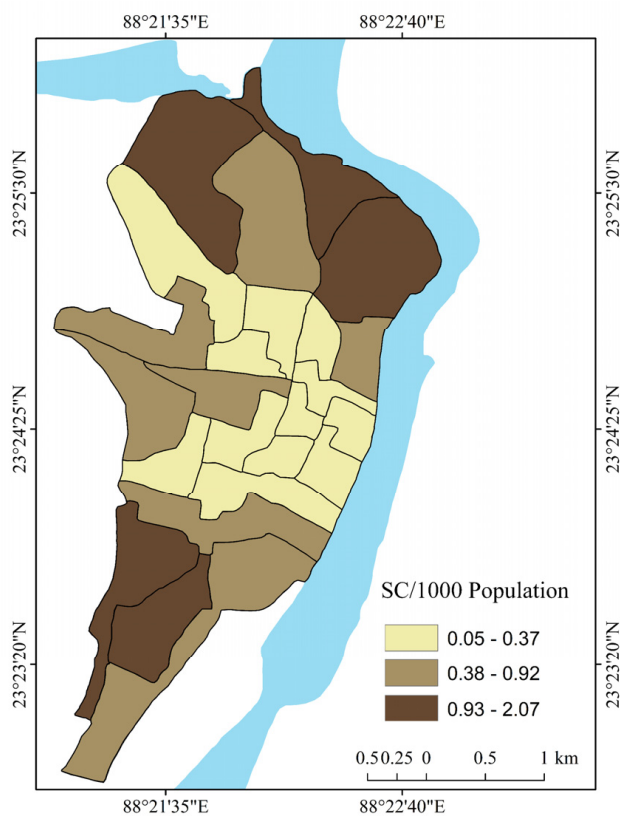 88°21'35"E 88°22'40"E
23°25'30"N 23°25'30"N
23°24'25"N 23°24'25"N
23°23'20"N 23°23'20"N
SC/1000 Population
0.05 - 0.37
0.38 - 0.92
0.93 - 2.07
0.5 0.25 0 0.5 1 km
88°21'35"E 88°22'40"E